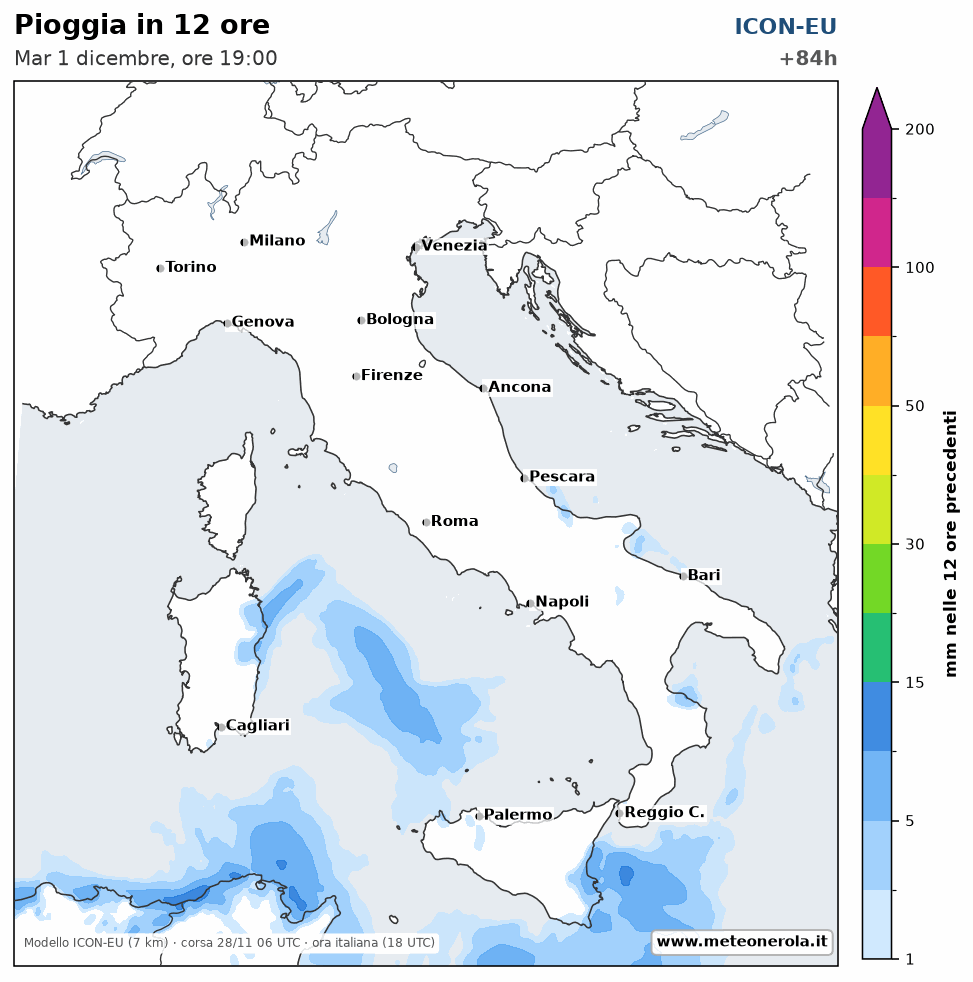 Pioggia in 12 ore
ICON-EU
Mar 1 dicembre, ore 19:00
+84h
200
Milano
Venezia
Torino
100
Genova
Bologna
Firenze
Ancona
50
Pescara
Roma
30
Bari
Napoli
mm nelle 12 ore precedenti
15
Cagliari
Palermo
Reggio C.
5
Modello ICON-EU (7 km) · corsa 28/11 06 UTC · ora italiana (18 UTC)
www.meteonerola.it
1